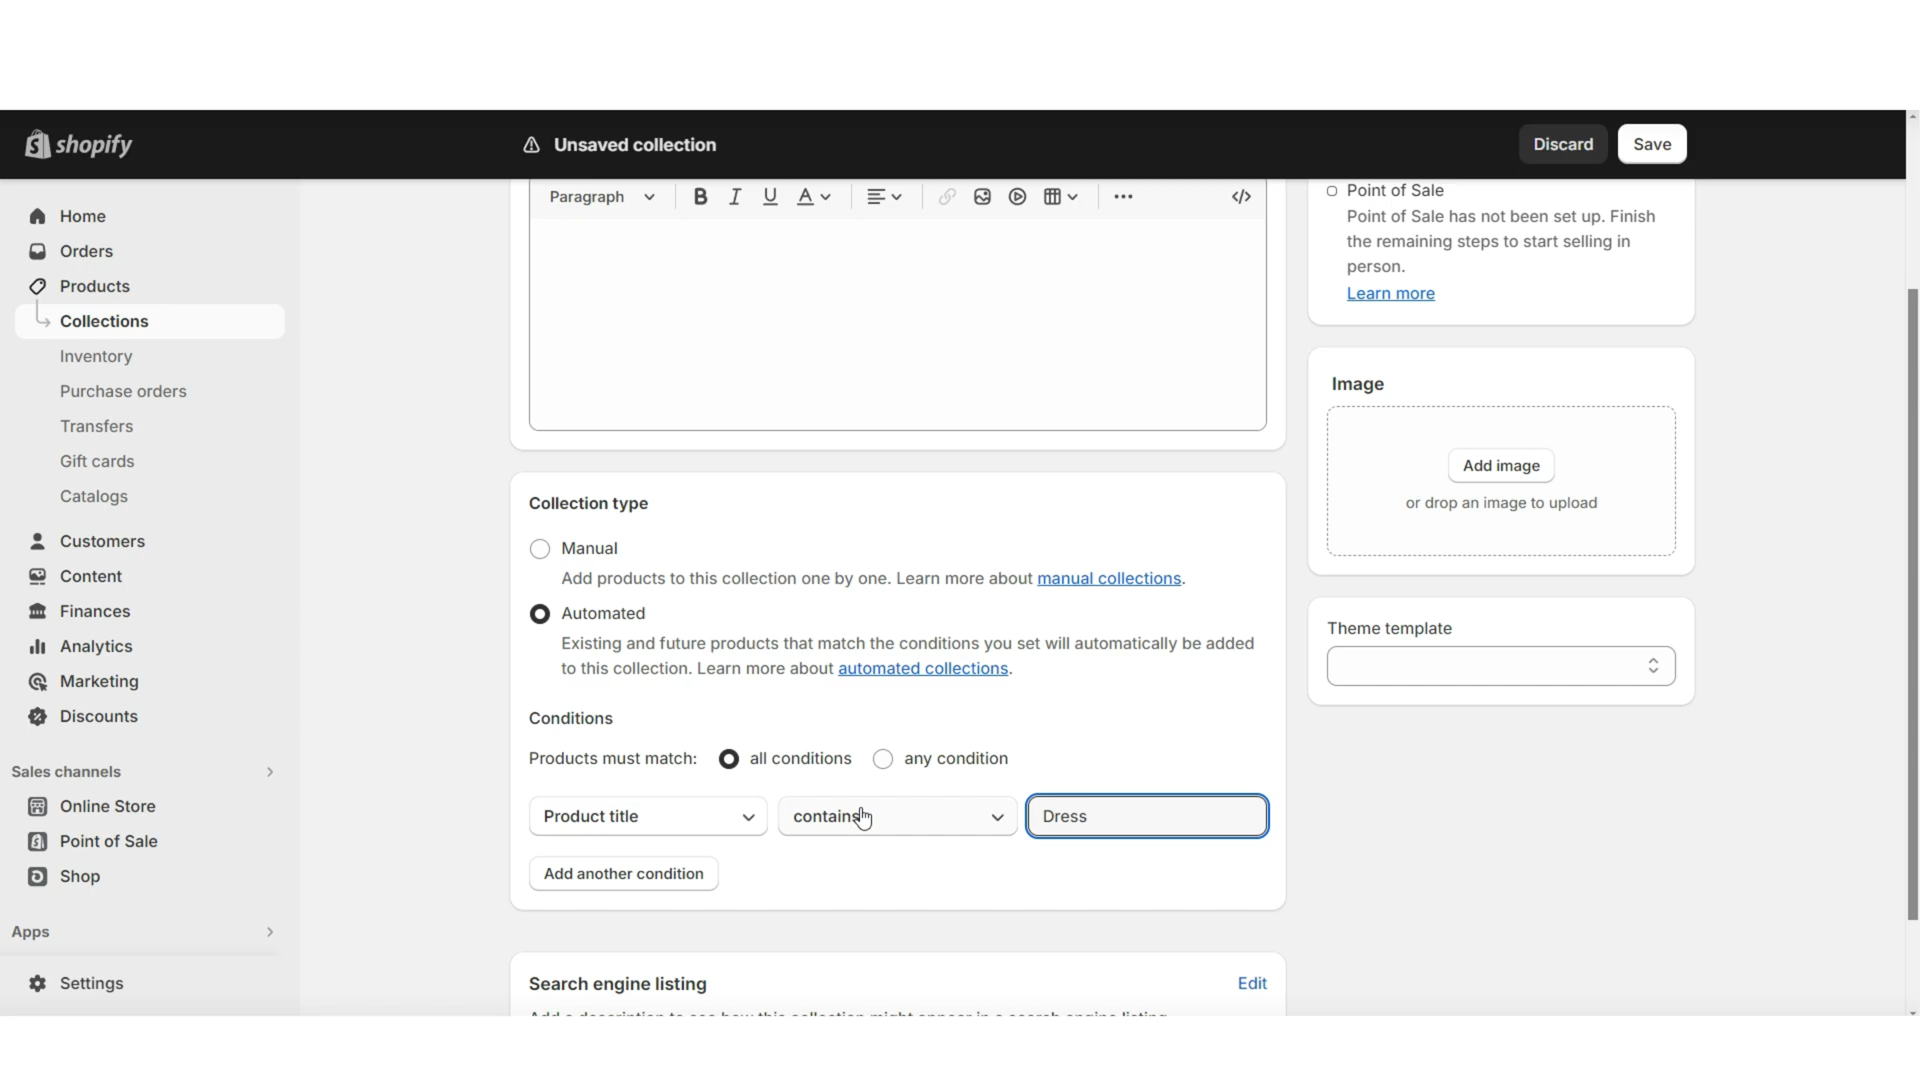 shopify
Unsaved collection
Discard
Save
Home
Orders
Products
Collections
Inventory
Purchase orders
Transfers
Gift cards
Catalogs
Customers
Content
Finances
Analytics
Marketing
Discounts
Sales channels
Online Store
Point of Sale
Shop
Apps
Settings
Paragraph
B I U A
Collection type
Manual
Add products to this collection one by one. Learn more about manual collections.
Automated
Existing and future products that match the conditions you set will automatically be added
to this collection. Learn more about automated collections.
Conditions
Products must match: all conditions any condition
Product title
contains
Dress
Add another condition
Search engine listing
Edit
Add a description to see how this collection might appear in a search engine listing
Point of Sale
Point of Sale has not been set up. Finish
the remaining steps to start selling in
person.
Learn more
Image
Add image
or drop an image to upload
Theme template